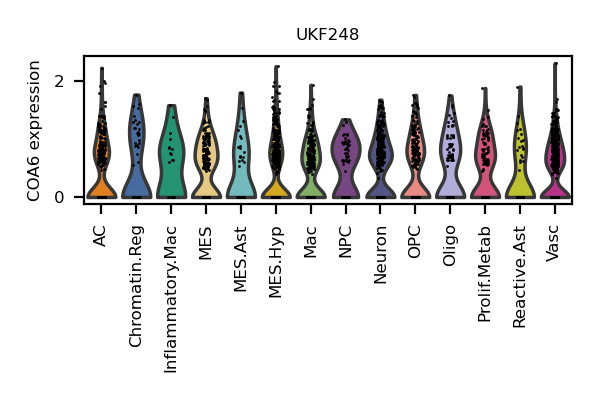 UKF248
COA6 expression
2
0
AC
Chromatin.Reg
Inflammatory.Mac
MES
MES.Ast
MES.Hyp
Mac
NPC
Neuron
OPC
Oligo
Prolif.Metab
Reactive.Ast
Vasc